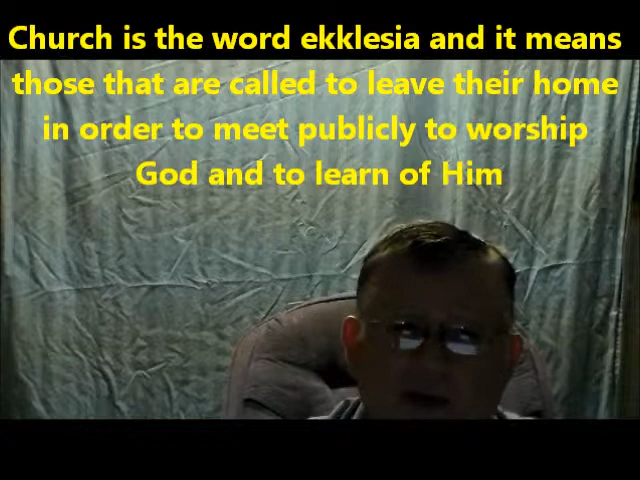 Church is the word ekklesia and it means
those that are called to leave their home
in order to meet publicly to worship
God and to learn of Him